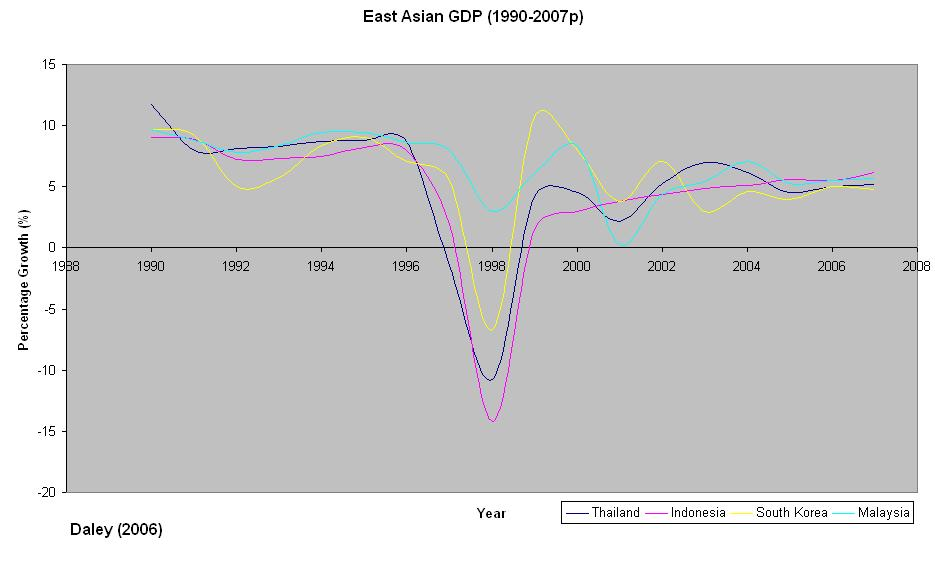 East Asian GDP (1990-2007p)
Percentage Growth (%)
15
10
5
0
-5
-10
-15
-20
1988 1990 1992 1994 1996 1998 2000 2002 2004 2006 2008
Year
Thailand Indonesia South Korea Malaysia
Daley (2006)